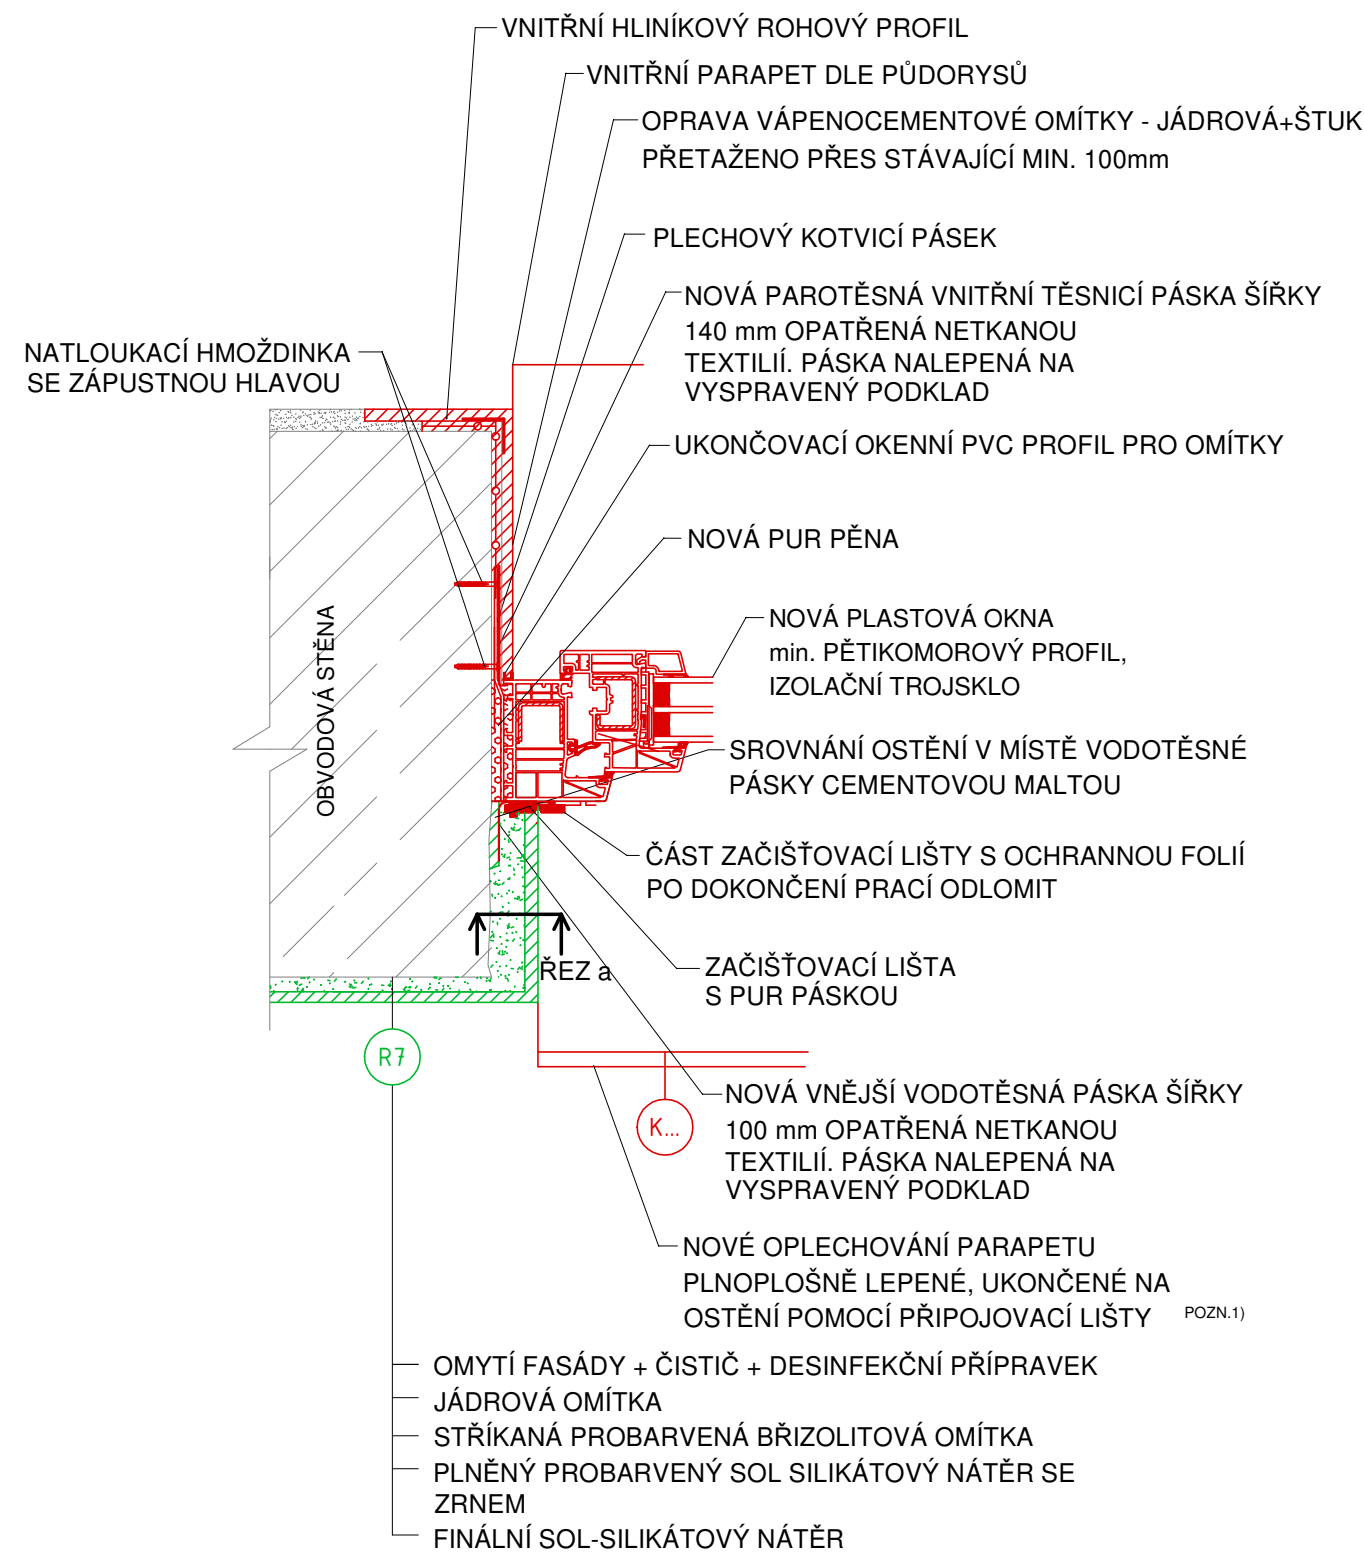 VNITŘNÍ HLINÍKOVÝ ROHOVÝ PROFIL
VNITŘNÍ PARAPET DLE PŮDORYSŮ
OPRAVA VÁPENOCEMENTOVÉ OMÍTKY - JÁDROVÁ+ŠTUK
PŘETAŽENO PŘES STÁVAJÍCÍ MIN. 100mm
PLECHOVÝ KOTVICÍ PÁSEK
NOVÁ PAROTĚSNÁ VNITŘNÍ TĚSNICÍ PÁSKA ŠÍŘKY
140 mm OPATŘENÁ NETKANOU
TEXTILIÍ. PÁSKA NALEPENÁ NA
VYSPRAVENÝ PODKLAD
NATLOUKACÍ HMOŽDINKA
SE ZÁPUSTNOU HLAVOU
UKONČOVACÍ OKENNÍ PVC PROFIL PRO OMÍTKY
NOVÁ PUR PĚNA
OBVODOVÁ STĚNA
NOVÁ PLASTOVÁ OKNA
min. PĚTIKOMOROVÝ PROFIL,
IZOLAČNÍ TROJSKLO
SROVNÁNÍ OSTĚNÍ V MÍSTĚ VODOTĚSNÉ
PÁSKY CEMENTOVOU MALTOU
ČÁST ZAČIŠŤOVACÍ LIŠTY S OCHRANNOU FOLIÍ
PO DOKONČENÍ PRACÍ ODLOMIT
ŘEZ a
ZAČIŠŤOVACÍ LIŠTA
S PUR PÁSKOU
R7
K...
NOVÁ VNĚJŠÍ VODOTĚSNÁ PÁSKA ŠÍŘKY
100 mm OPATŘENÁ NETKANOU
TEXTILIÍ. PÁSKA NALEPENÁ NA
VYSPRAVENÝ PODKLAD
NOVÉ OPLECHOVÁNÍ PARAPETU
PLNOPLOŠNĚ LEPENÉ, UKONČENÉ NA
OSTĚNÍ POMOCÍ PŘIPOJOVACÍ LIŠTY POZN.1)
OMYTÍ FASÁDY + ČISTIČ + DESINFEKČNÍ PŘÍPRAVEK
JÁDROVÁ OMÍTKA
STŘÍKANÁ PROBARVENÁ BŘIZOLITOVÁ OMÍTKA
PLNĚNÝ PROBARVENÝ SOL SILIKÁTOVÝ NÁTĚR SE
ZRNEM
FINÁLNÍ SOL-SILIKÁTOVÝ NÁTĚR